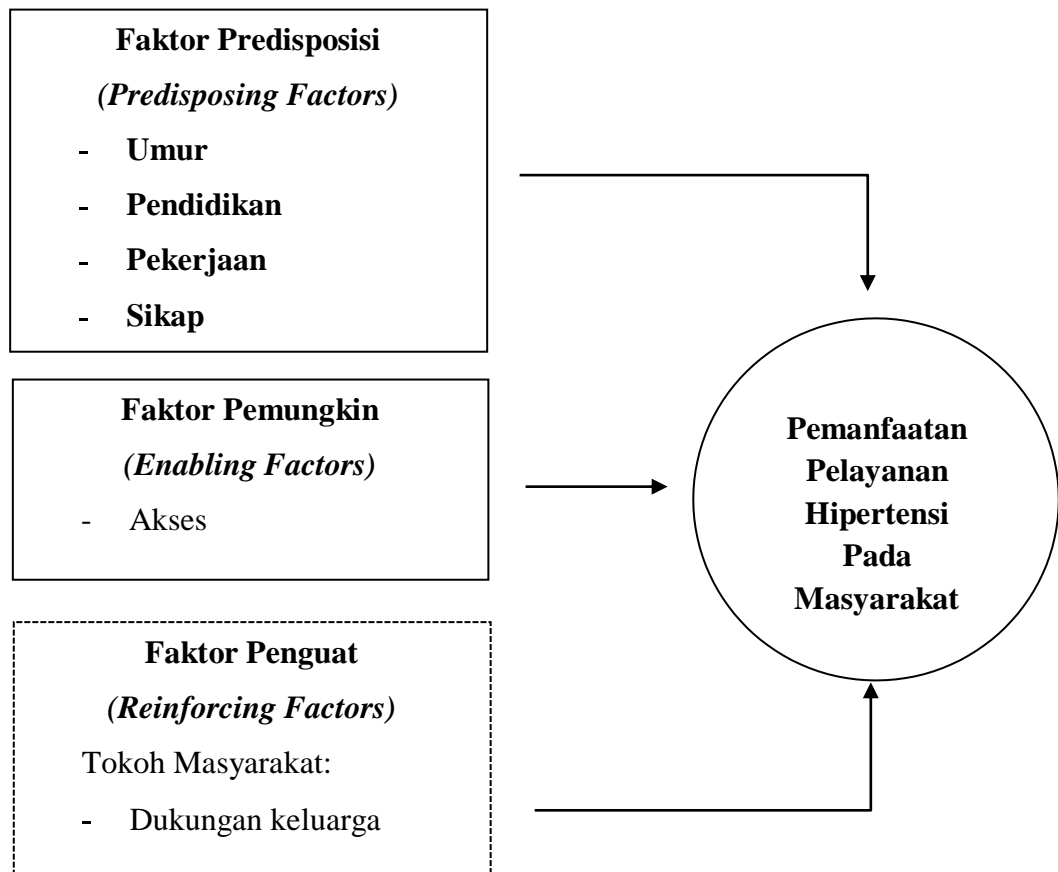 Faktor Predisposisi
(Predisposing Factors)
- Umur
- Pendidikan
- Pekerjaan
- Sikap
Faktor Pemungkin
(Enabling Factors)
- Akses
Faktor Penguat
(Reinforcing Factors)
Tokoh Masyarakat:
- Dukungan keluarga
Pemanfaatan
Pelayanan
Hipertensi
Pada
Masyarakat